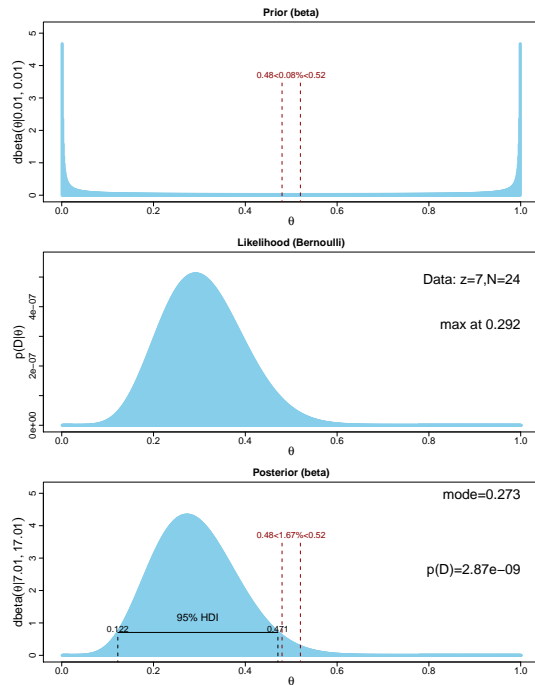 Prior (beta)
dbeta(θ|0.01, 0.01)
5
4
3
2
1
0
0.48<0.08%<0.52
0.0 0.2 0.4 0.6 0.8 1.0
θ
Likelihood (Bernoulli)
p(D|θ)
4e−07
2e−07
0e+00
Data: z=7,N=24
max at 0.292
0.0 0.2 0.4 0.6 0.8 1.0
θ
Posterior (beta)
dbeta(θ|7.01, 17.01)
5
4
3
2
1
0
mode=0.273
0.48<1.67%<0.52
p(D)=2.87e−09
95% HDI
0.122 0.471
0.0 0.2 0.4 0.6 0.8 1.0
θ